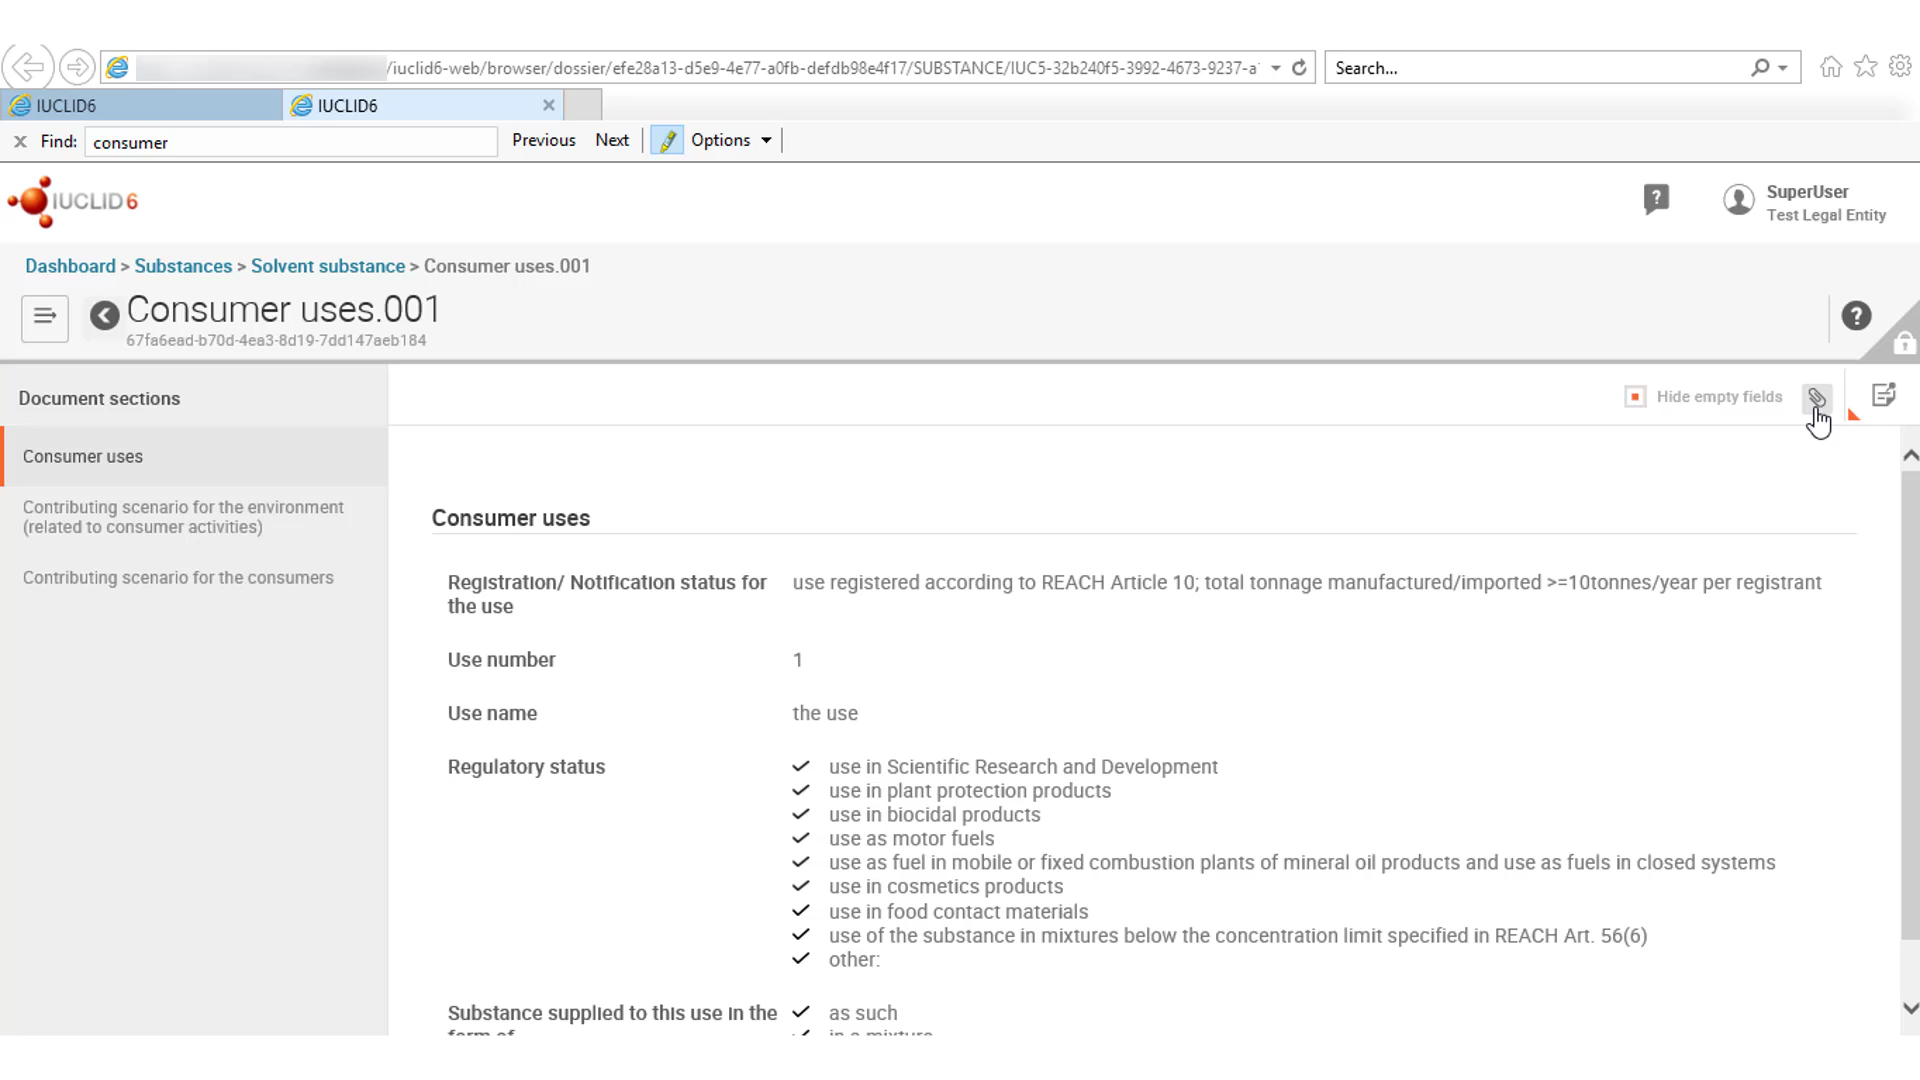 /iuclid6-web/browser/dossier/efe28a13-d5e9-4e77-a0fb-defdb98e4f17/SUBSTANCE/IUC5-32b240f5-3992-4673-9237-a Search...
IUCLID6 IUCLID6
Find: consumer Previous Next Options
IUCLID 6
SuperUser
Test Legal Entity
Dashboard > Substances > Solvent substance > Consumer uses.001
Consumer uses.001
67fa6ead-b70d-4ea3-8d19-7dd147aeb184
Document sections
Hide empty fields
Consumer uses
Contributing scenario for the environment
(related to consumer activities)
Contributing scenario for the consumers
Consumer uses
Registration/ Notification status for
the use
use registered according to REACH Article 10; total tonnage manufactured/imported >=10tonnes/year per registrant
Use number 1
Use name the use
Regulatory status
use in Scientific Research and Development
use in plant protection products
use in biocidal products
use as motor fuels
use as fuel in mobile or fixed combustion plants of mineral oil products and use as fuels in closed systems
use in cosmetics products
use in food contact materials
use of the substance in mixtures below the concentration limit specified in REACH Art. 56(6)
other:
Substance supplied to this use in the
form of
as such
in a mixture